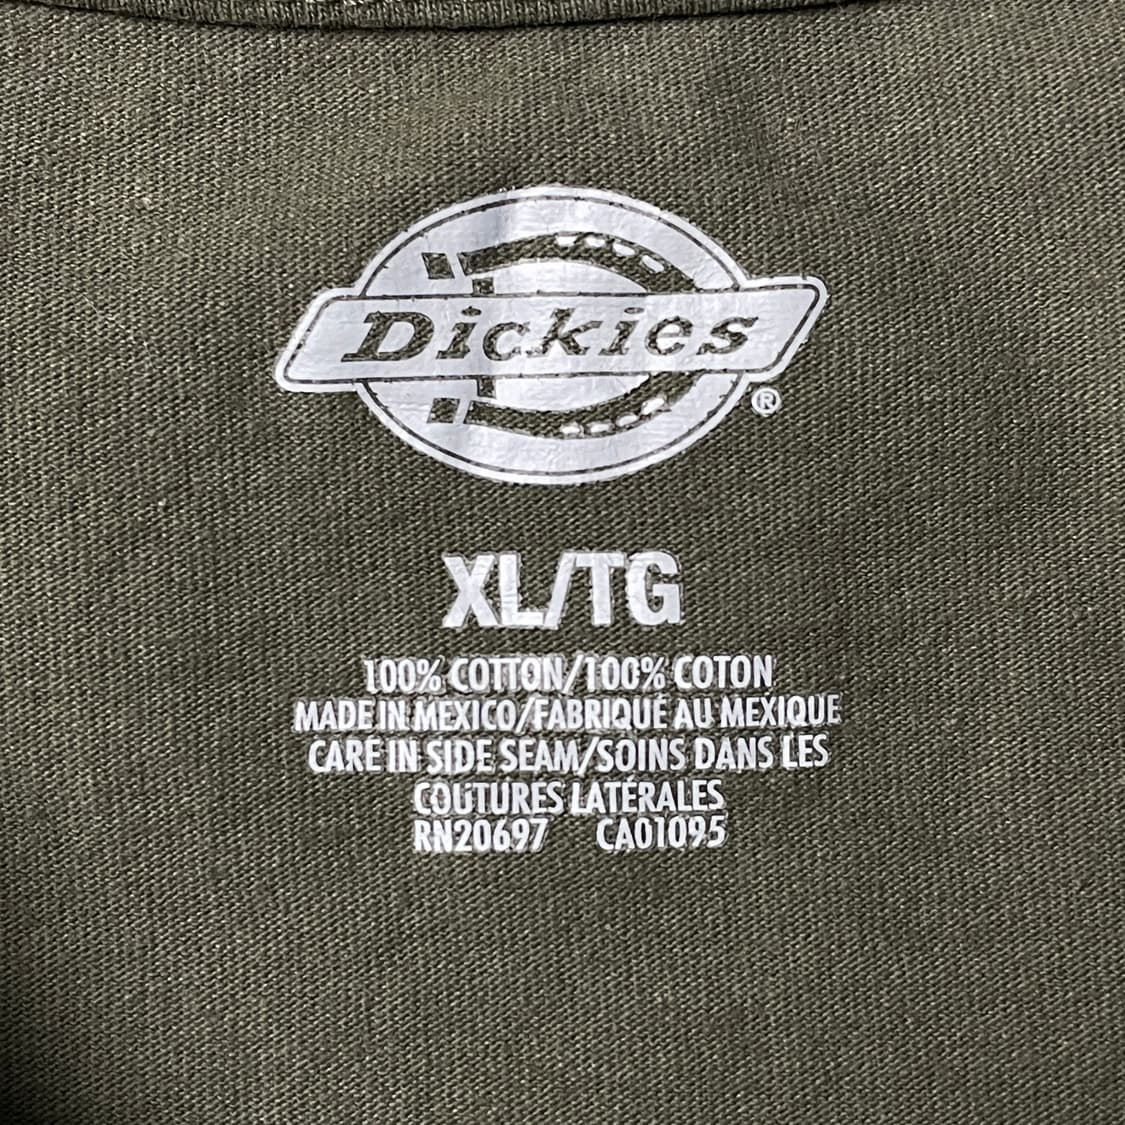 Dickies®
XL/TG
100% COTTON/100% COTON
MADE IN MEXICO/FABRIQUÉ AU MEXIQUE
CARE IN SIDE SEAM/SOINS DANS LES
COUTURES LATÉRALES
RN20697 CA01095